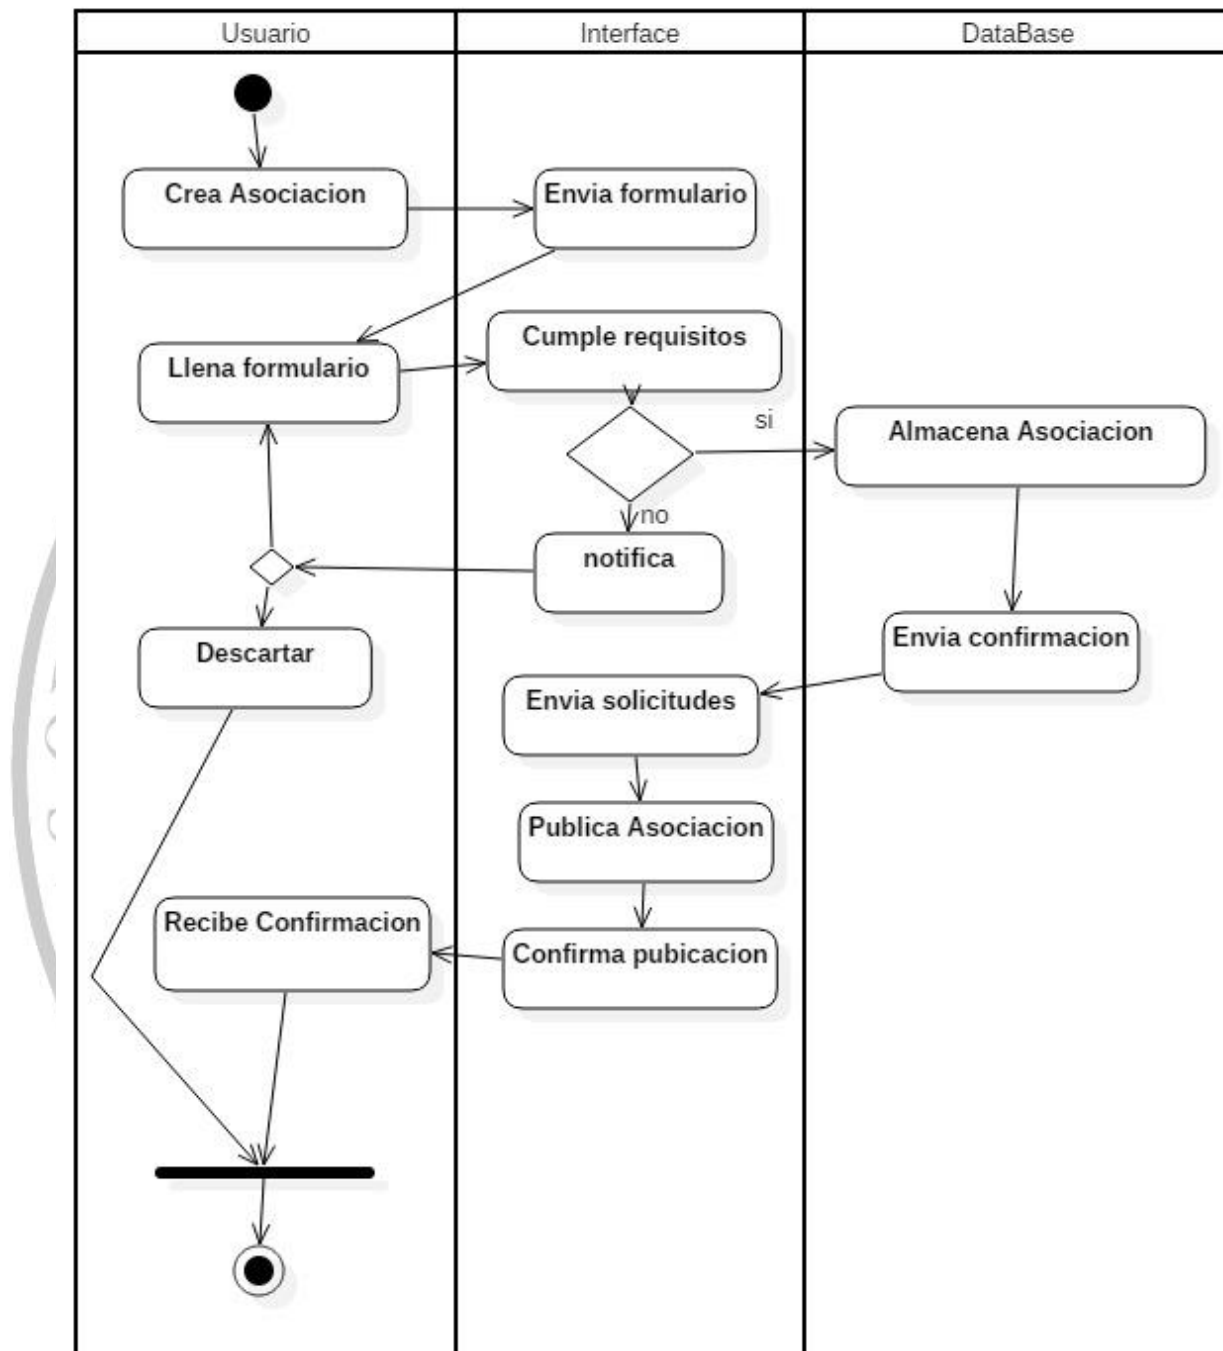 Usuario
Interface
DataBase
Crea Asociacion
Envia formulario
Llena formulario
Cumple requisitos
si
Almacena Asociacion
no
notifica
Descartar
Envia confirmacion
Envia solicitudes
Publica Asociacion
Recibe Confirmacion
Confirma pubicacion